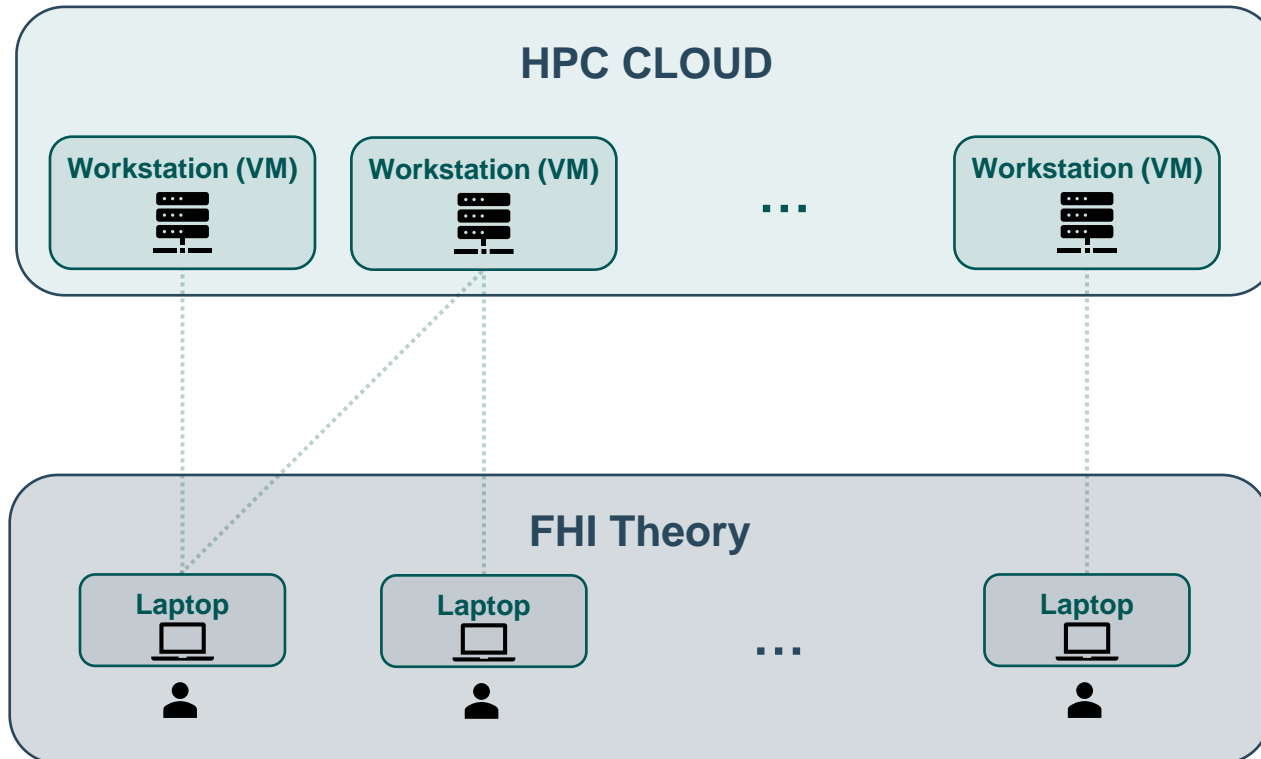 HPC CLOUD
Workstation (VM)
Workstation (VM)
...
Workstation (VM)
FHI Theory
Laptop
Laptop
...
Laptop